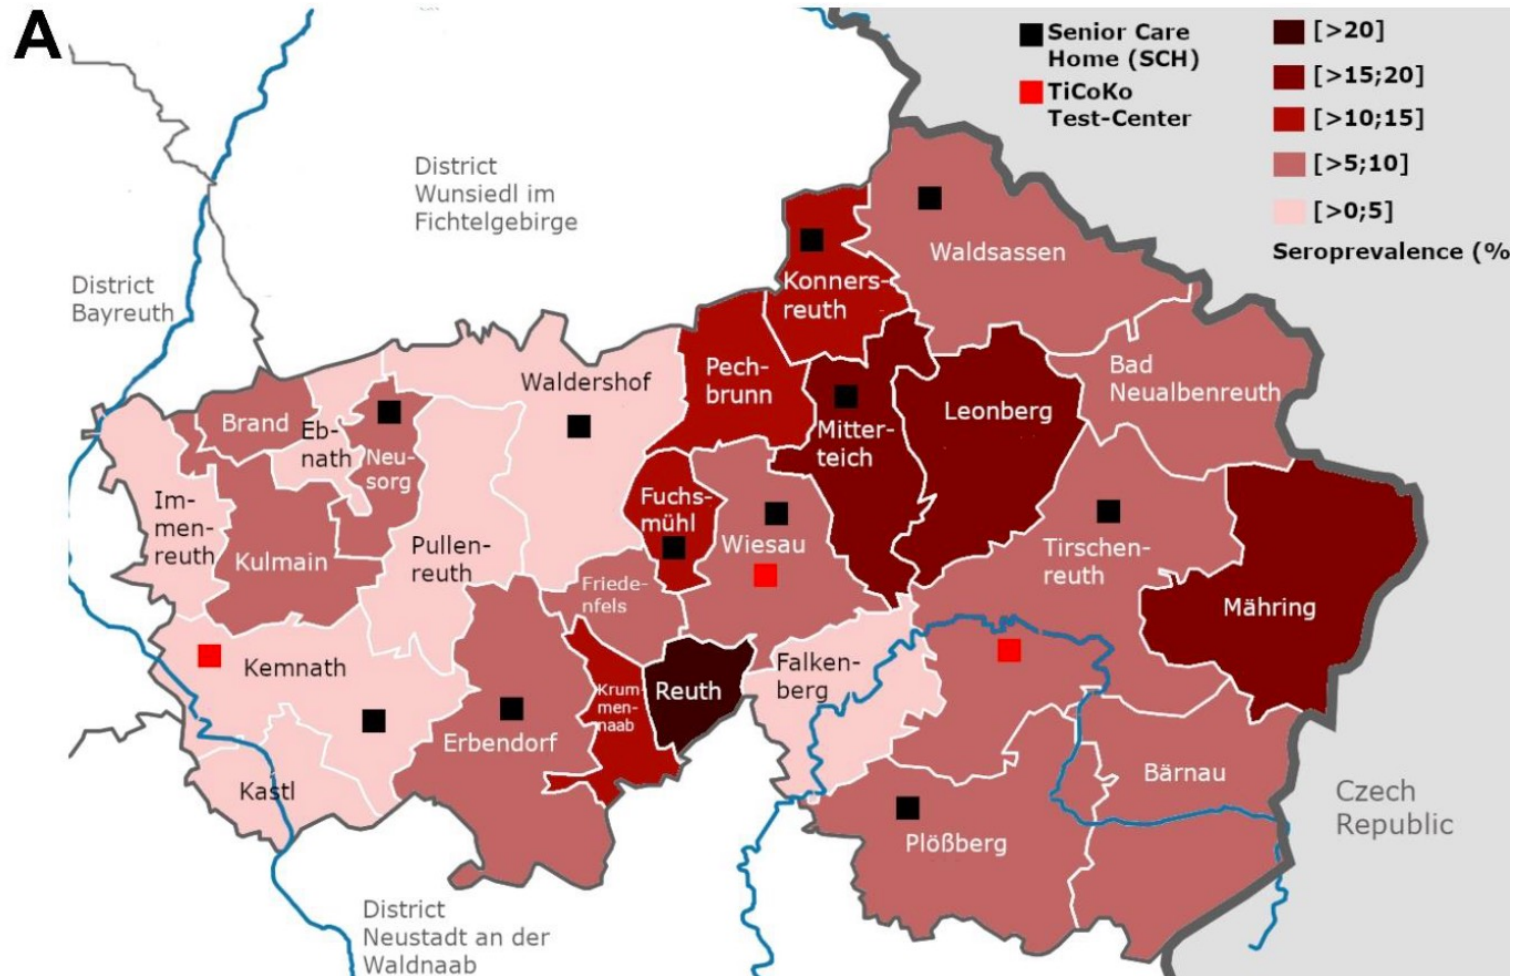 A
Senior Care
Home (SCH)
TiCoKo
Test-Center
[>20]
[>15;20]
[>10;15]
[>5;10]
[>0;5]
Seroprevalence (%
District
Wunsiedl im
Fichtelgebirge
District
Bayreuth
Waldsassen
Konners-
reuth
Pech-
brunn
Waldershof
Bad
Neualbenreuth
Leonberg
Mitter-
teich
Brand
Eb-
nath
Neu-
sorg
Im-
men-
reuth
Kulmain
Pullen-
reuth
Fuchs-
mühl
Wiesau
Tirschen-
reuth
Friede-
nfels
Mähring
Kemnath
Krum-
men-
naab
Reuth
Falken-
berg
Erbendorf
Kastl
Bärnau
Plößberg
Czech
Republic
District
Neustadt an der
Waldnaab